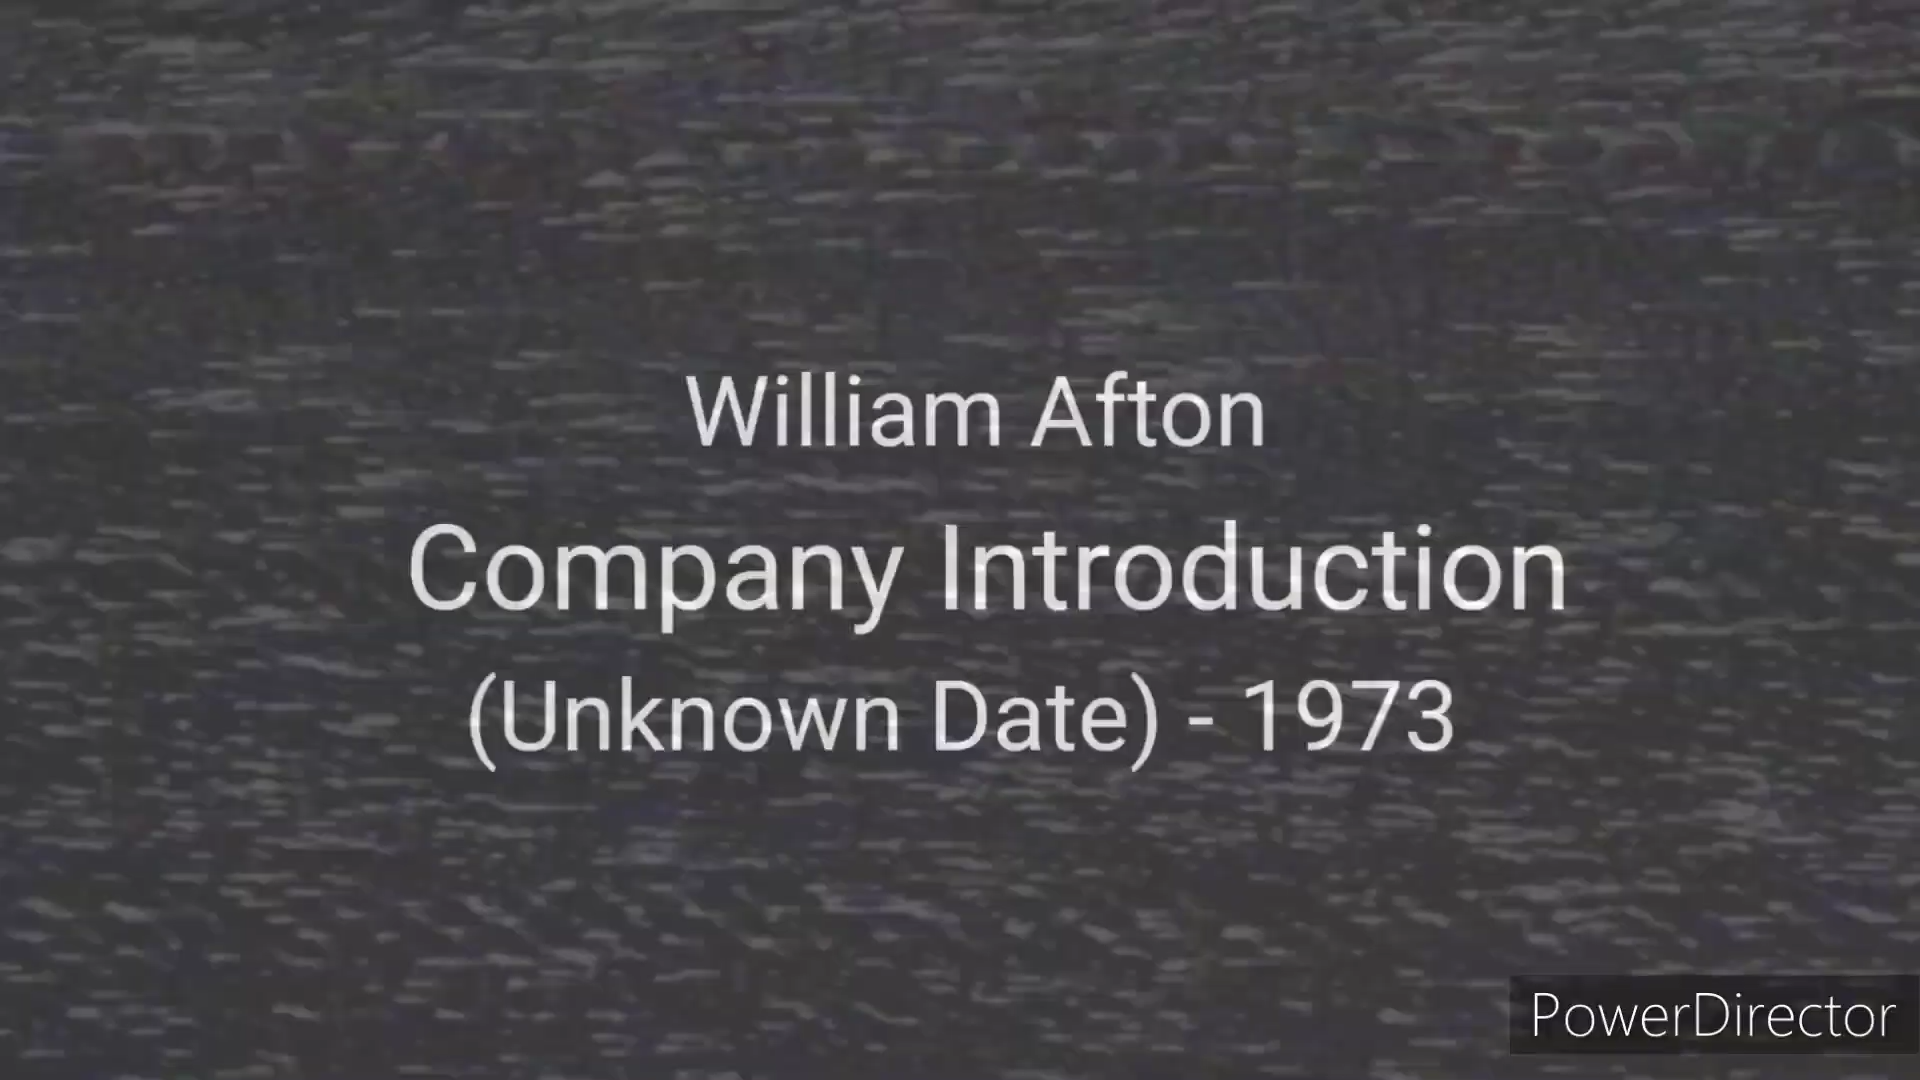 William Afton
Company Introduction
(Unknown Date) - 1973
PowerDirector